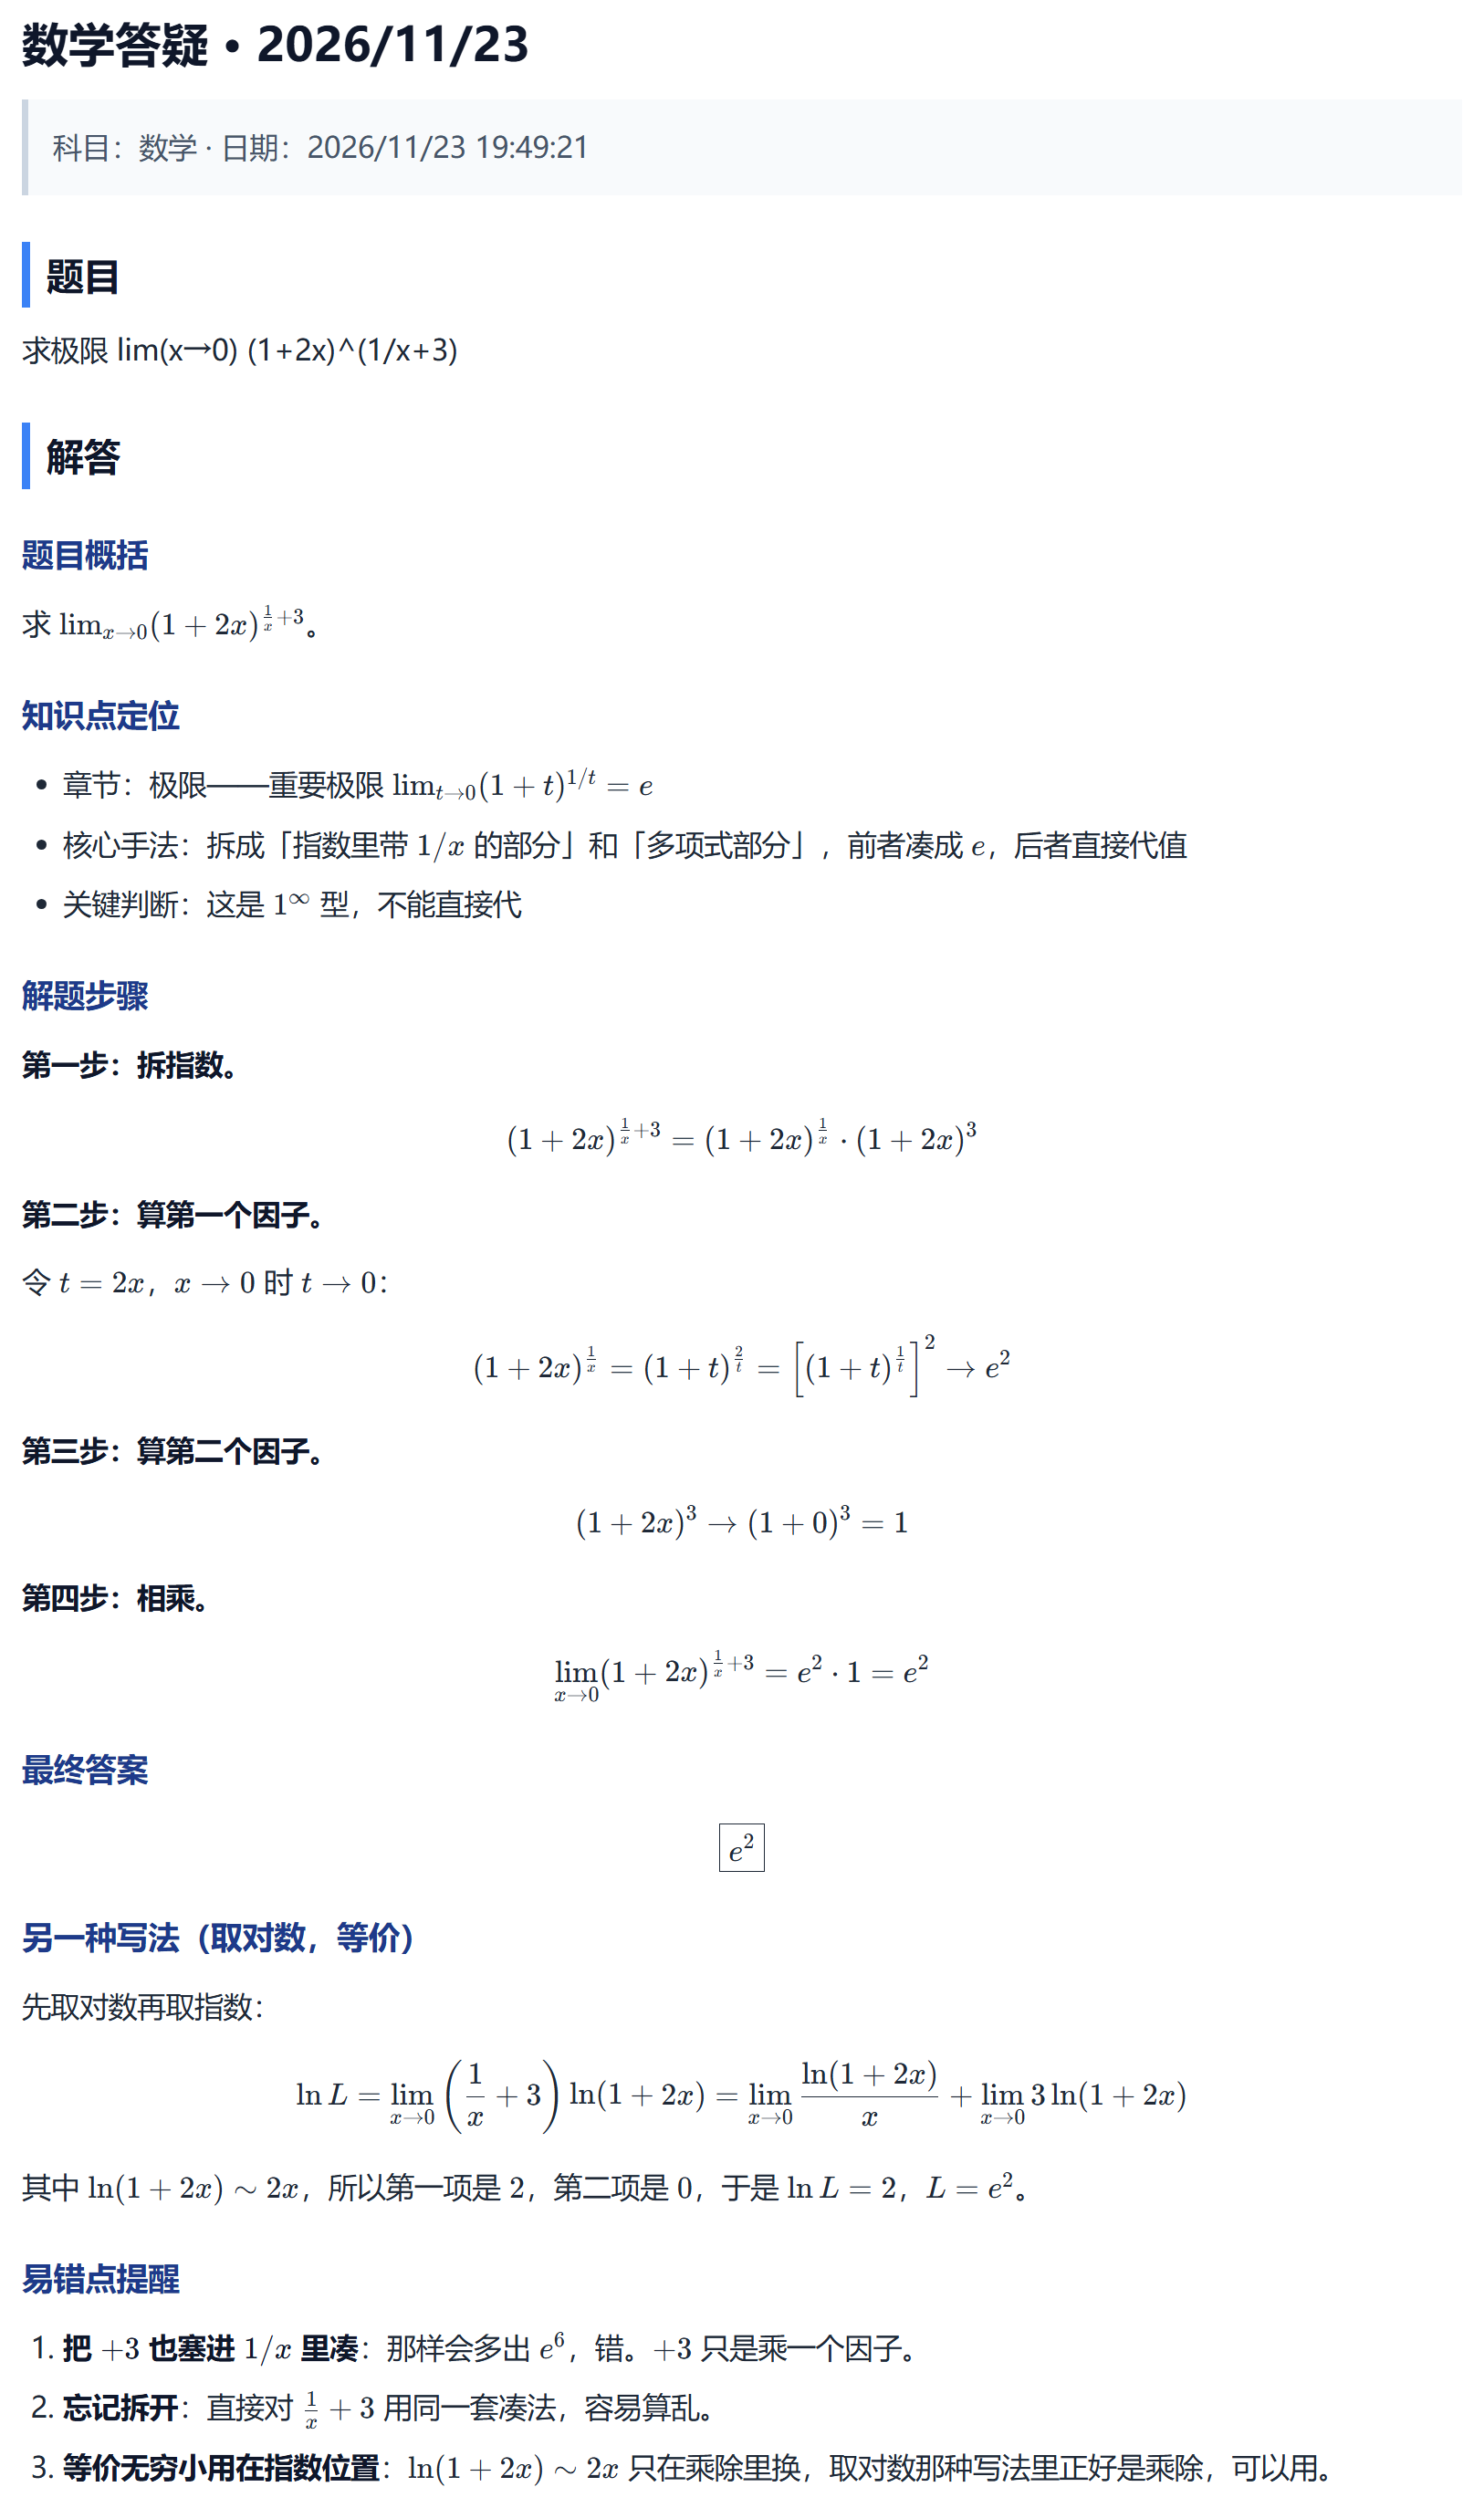 数学答疑 • 2026/11/23
科目：数学 · 日期：2026/11/23 19:49:21
题目
求极限 lim(x→0) (1+2x)^(1/x+3)
解答
题目概括
求 lim_{x→0}(1 + 2x)^{\frac{1}{x}+3}。
知识点定位
• 章节：极限——重要极限 lim_{t→0}(1 + t)^{1/t} = e
• 核心手法：拆成「指数里带 1/x 的部分」和「多项式部分」，前者凑成 e，后者直接代值
• 关键判断：这是 1^∞ 型，不能直接代
解题步骤
第一步：拆指数。
(1 + 2x)^{\frac{1}{x}+3} = (1 + 2x)^{\frac{1}{x}} · (1 + 2x)^3
第二步：算第一个因子。
令 t = 2x，x → 0 时 t → 0：
(1 + 2x)^{\frac{1}{x}} = (1 + t)^{\frac{2}{t}} = [(1 + t)^{\frac{1}{t}}]^2 → e^2
第三步：算第二个因子。
(1 + 2x)^3 → (1 + 0)^3 = 1
第四步：相乘。
lim_{x→0}(1 + 2x)^{\frac{1}{x}+3} = e^2 · 1 = e^2
最终答案
e^2
另一种写法（取对数，等价）
先取对数再取指数：
ln L = lim_{x→0} (\frac{1}{x} + 3) ln(1 + 2x) = lim_{x→0} \frac{ln(1 + 2x)}{x} + lim_{x→0} 3 ln(1 + 2x)
其中 ln(1 + 2x) ∼ 2x，所以第一项是 2，第二项是 0，于是 ln L = 2，L = e^2。
易错点提醒
1. 把 +3 也塞进 1/x 里凑：那样会多出 e^6，错。+3 只是乘一个因子。
2. 忘记拆开：直接对 \frac{1}{x} + 3 用同一套凑法，容易算乱。
3. 等价无穷小用在指数位置：ln(1 + 2x) ∼ 2x 只在乘除里换，取对数那种写法里正好是乘除，可以用。